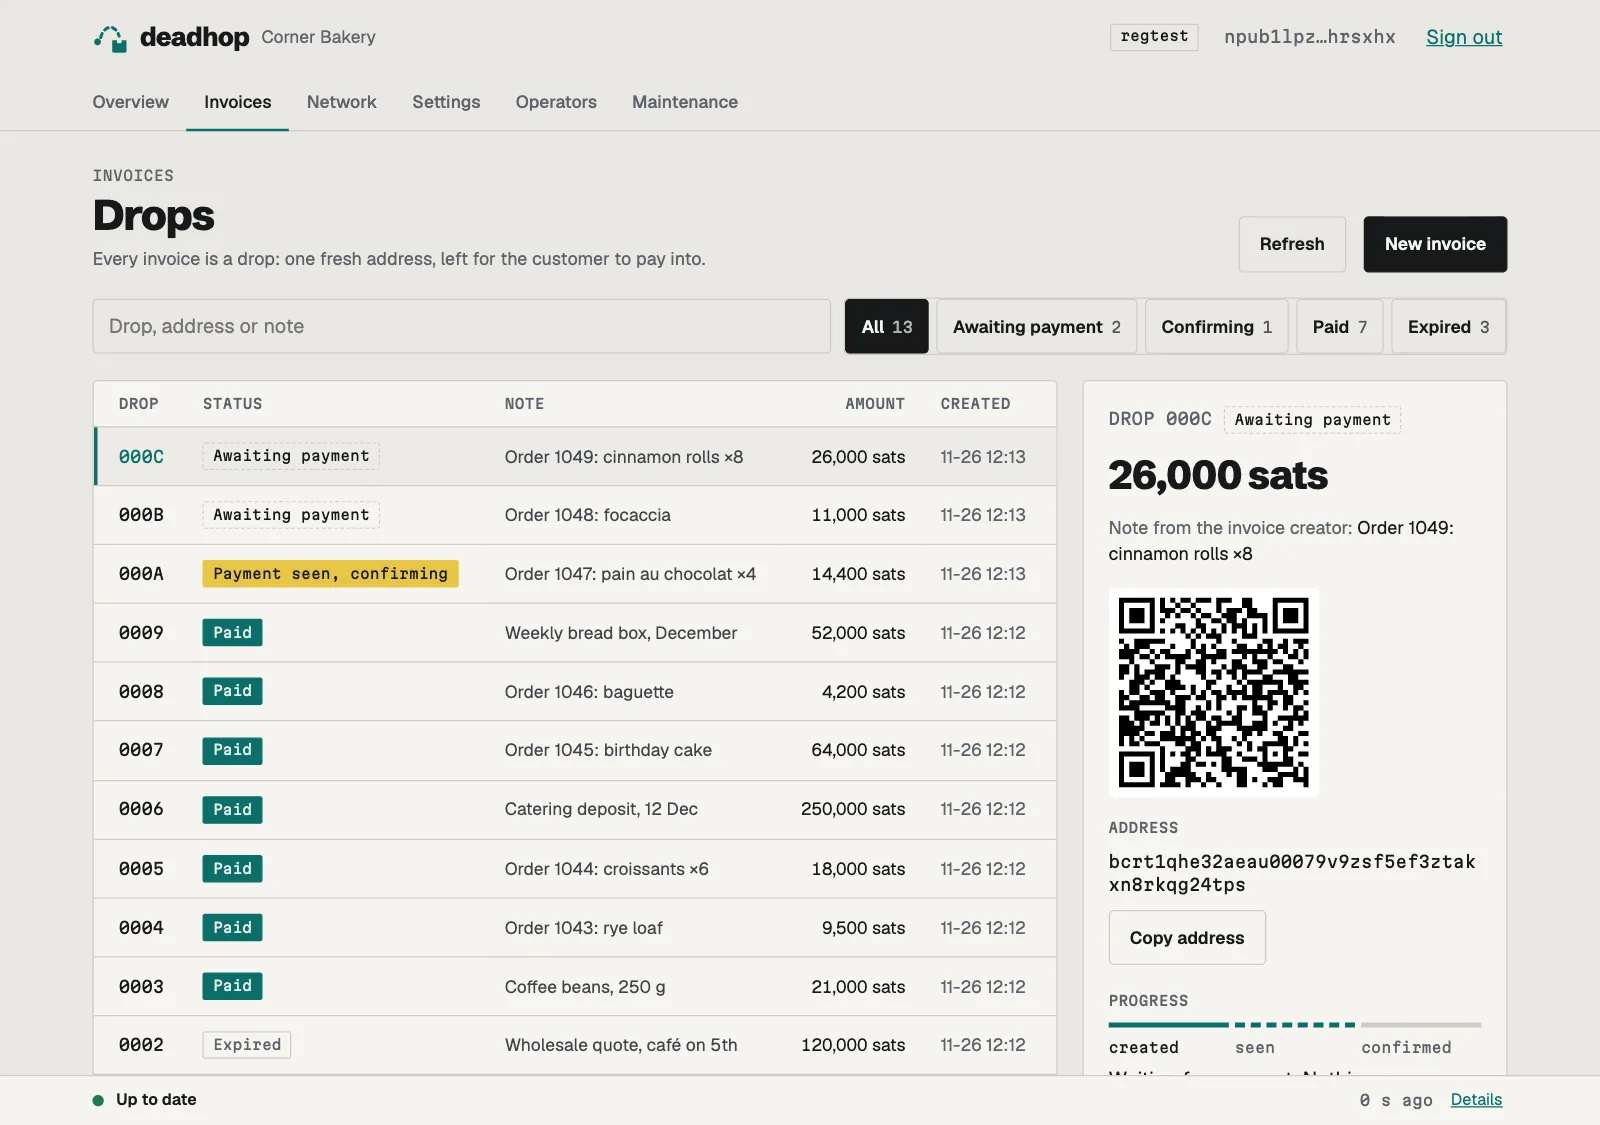 deadhop Corner Bakery
regtest npub1lpz…hrsxhx Sign out
Overview Invoices Network Settings Operators Maintenance
INVOICES
Drops
Every invoice is a drop: one fresh address, left for the customer to pay into.
Refresh New invoice
Drop, address or note
All 13 Awaiting payment 2 Confirming 1 Paid 7 Expired 3
DROP STATUS NOTE AMOUNT CREATED
000C Awaiting payment Order 1049: cinnamon rolls ×8 26,000 sats 11-26 12:13
000B Awaiting payment Order 1048: focaccia 11,000 sats 11-26 12:13
000A Payment seen, confirming Order 1047: pain au chocolat ×4 14,400 sats 11-26 12:13
0009 Paid Weekly bread box, December 52,000 sats 11-26 12:12
0008 Paid Order 1046: baguette 4,200 sats 11-26 12:12
0007 Paid Order 1045: birthday cake 64,000 sats 11-26 12:12
0006 Paid Catering deposit, 12 Dec 250,000 sats 11-26 12:12
0005 Paid Order 1044: croissants ×6 18,000 sats 11-26 12:12
0004 Paid Order 1043: rye loaf 9,500 sats 11-26 12:12
0003 Paid Coffee beans, 250 g 21,000 sats 11-26 12:12
0002 Expired Wholesale quote, café on 5th 120,000 sats 11-26 12:12
DROP 000C Awaiting payment
26,000 sats
Note from the invoice creator: Order 1049:
cinnamon rolls ×8
ADDRESS
bcrt1qhe32aeau00079v9zsf5ef3ztak
xn8rkqg24tps
Copy address
PROGRESS
created seen confirmed
Up to date
0 s ago Details